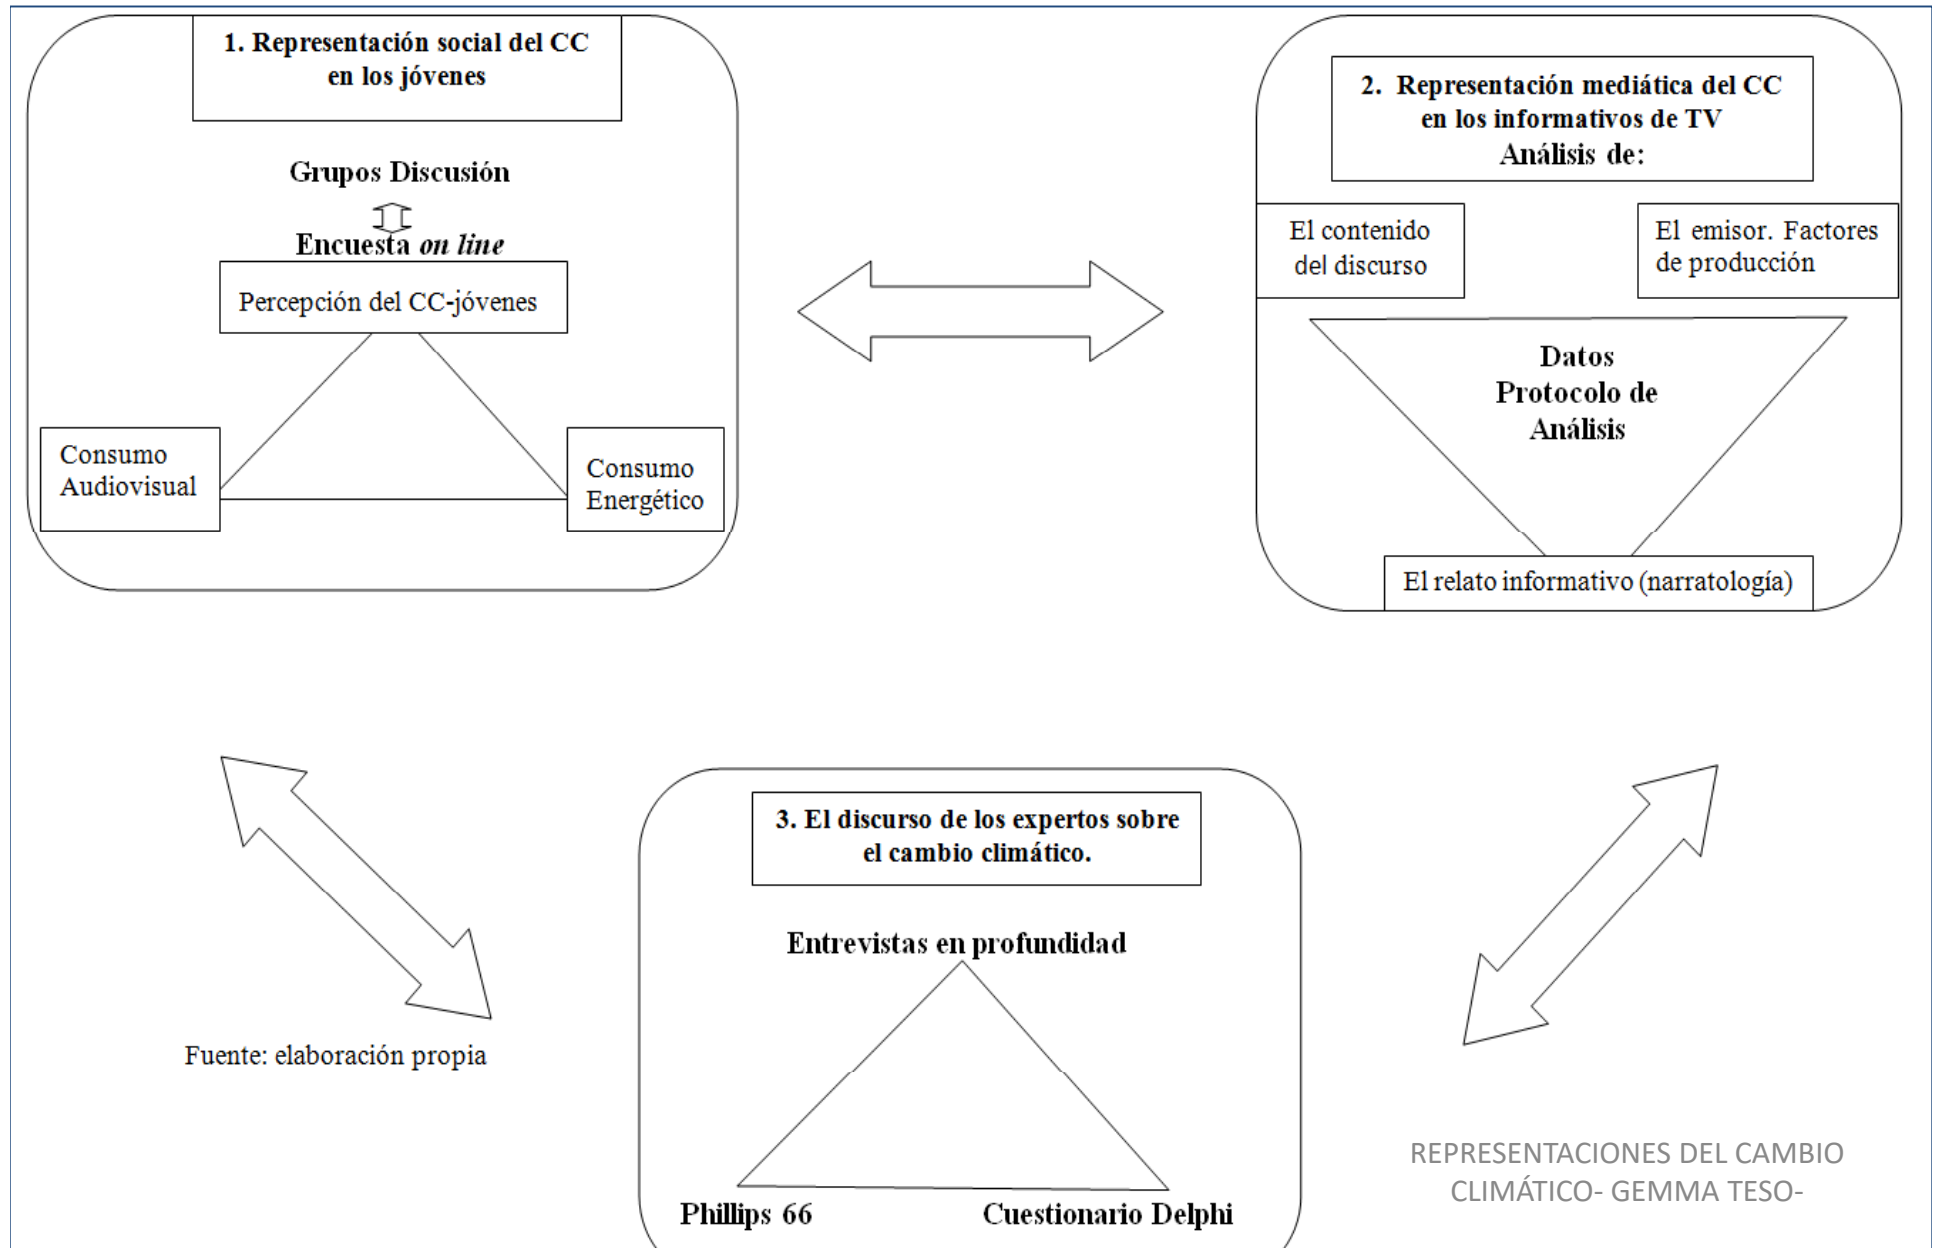 1. Representación social del CC
en los jóvenes
Grupos Discusión
Encuesta on line
Percepción del CC-jóvenes
Consumo
Audiovisual
Consumo
Energético
2. Representación mediática del CC
en los informativos de TV
Análisis de:
El contenido
del discurso
El emisor. Factores
de producción
Datos
Protocolo de
Análisis
El relato informativo (narratología)
3. El discurso de los expertos sobre
el cambio climático.
Entrevistas en profundidad
Phillips 66
Cuestionario Delphi
Fuente: elaboración propia
REPRESENTACIONES DEL CAMBIO
CLIMÁTICO- GEMMA TESO-